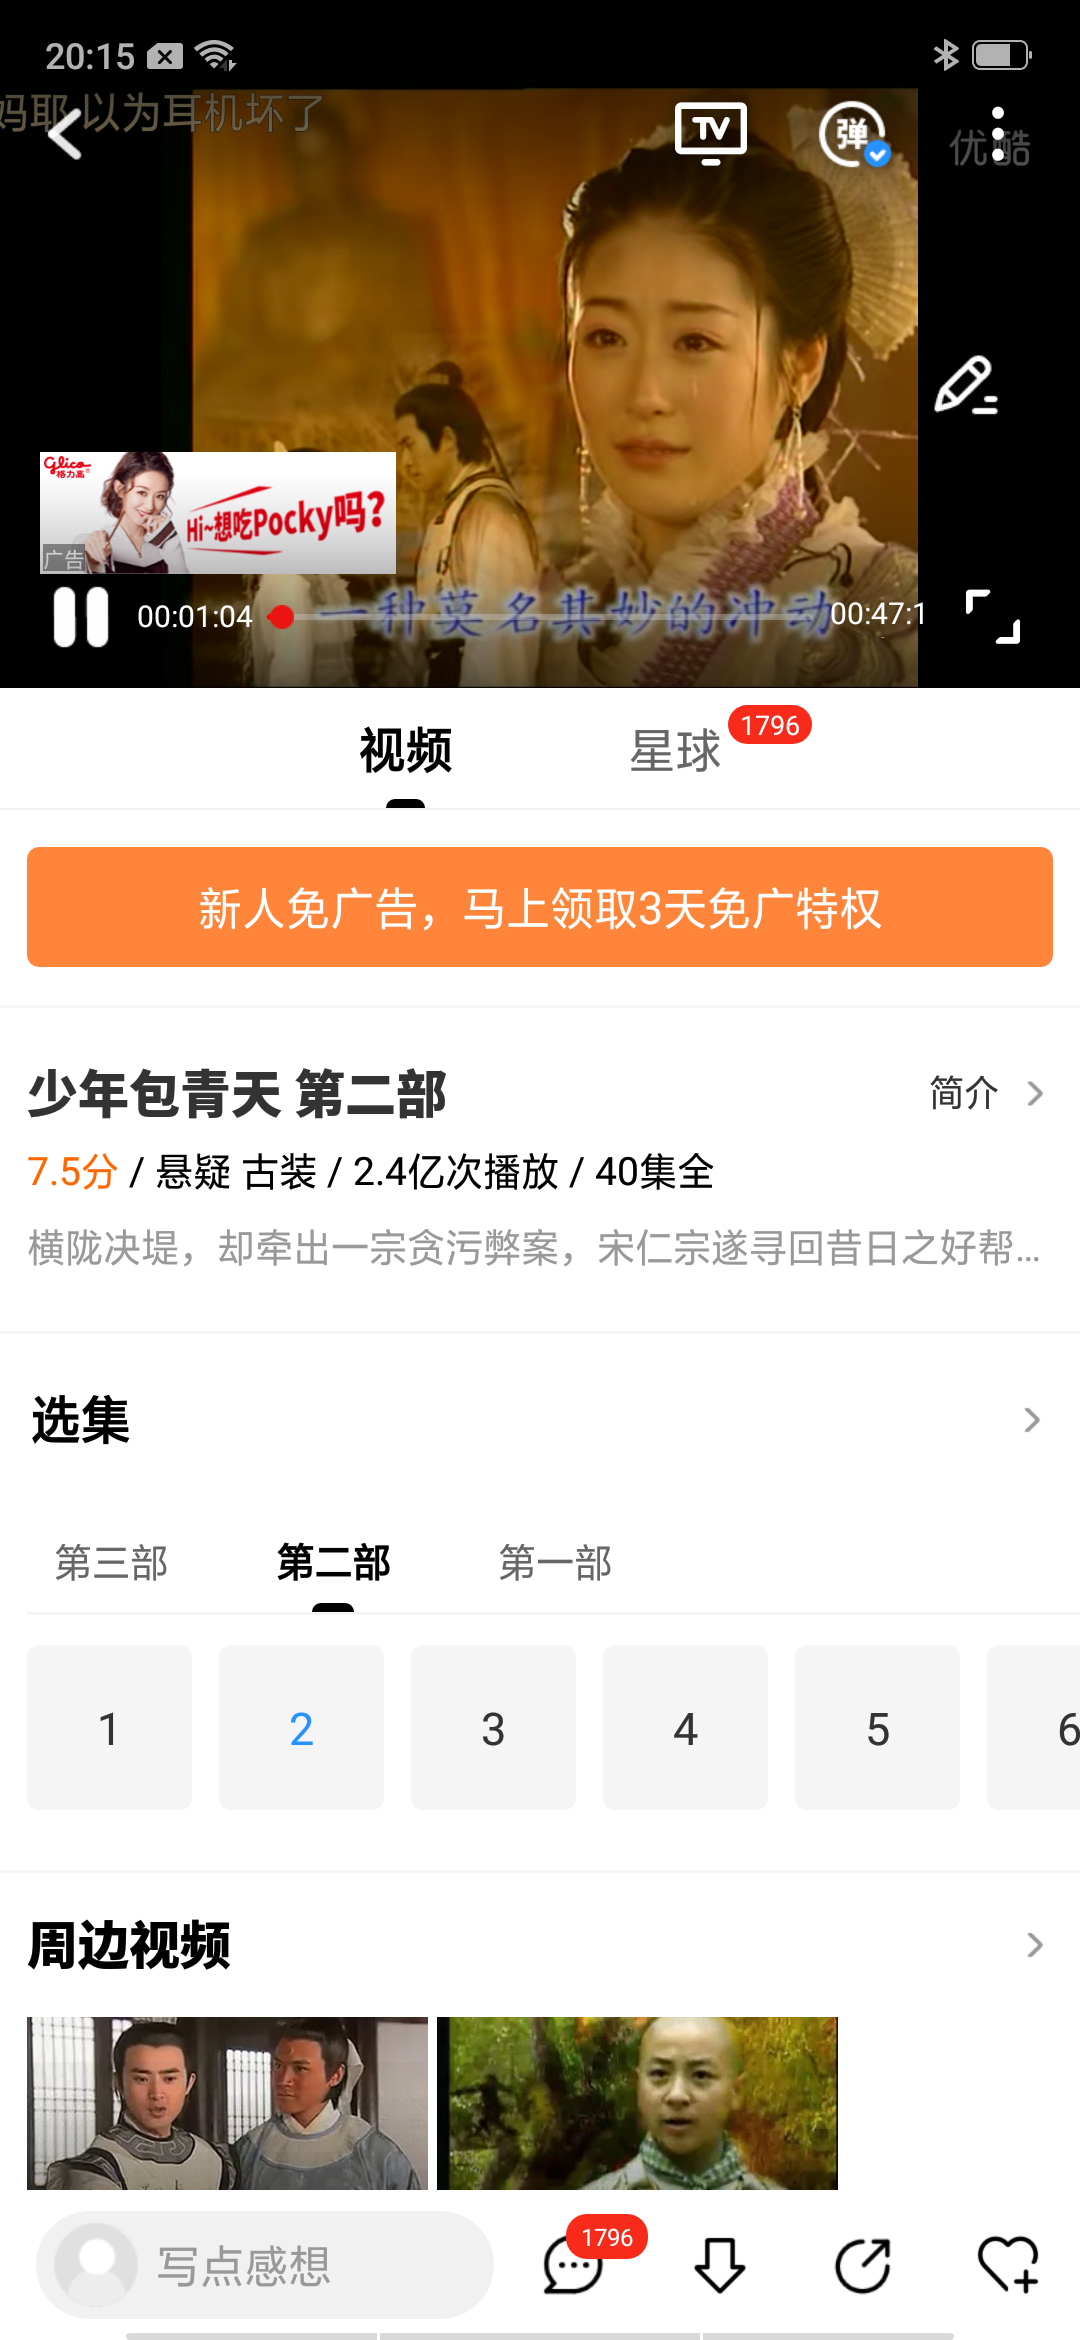 20:15
妈耶 以为耳机坏了
TV
弹
优酷
Glico
格力高
Hi~想吃Pocky吗?
广告
一种莫名其妙的冲动
00:01:04
00:47:1
视频
星球
1796
新人免广告，马上领取3天免广特权
少年包青天 第二部
简介
7.5分 / 悬疑 古装 / 2.4亿次播放 / 40集全
横陇决堤，却牵出一宗贪污弊案，宋仁宗遂寻回昔日之好帮...
选集
第三部
第二部
第一部
1
2
3
4
5
6
周边视频
写点感想
1796